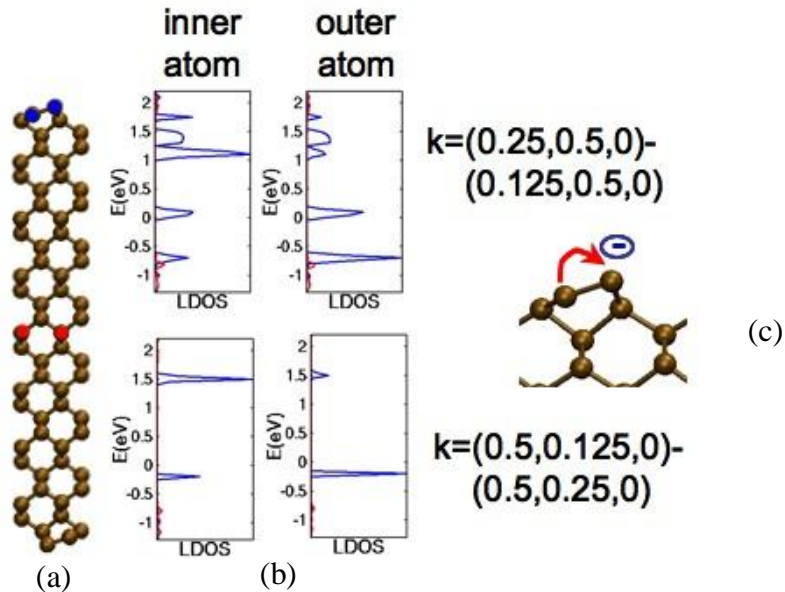 inner
atom
outer
atom
2
1.5
1
0.5
0
-0.5
-1
E(eV)
LDOS
2
1.5
1
0.5
0
-0.5
-1
E(eV)
LDOS
k=(0.25,0.5,0)-
(0.125,0.5,0)
-
(c)
2
1.5
1
0.5
0
-0.5
-1
E(eV)
LDOS
2
1.5
1
0.5
0
-0.5
-1
E(eV)
LDOS
k=(0.5,0.125,0)-
(0.5,0.25,0)
(a)
(b)